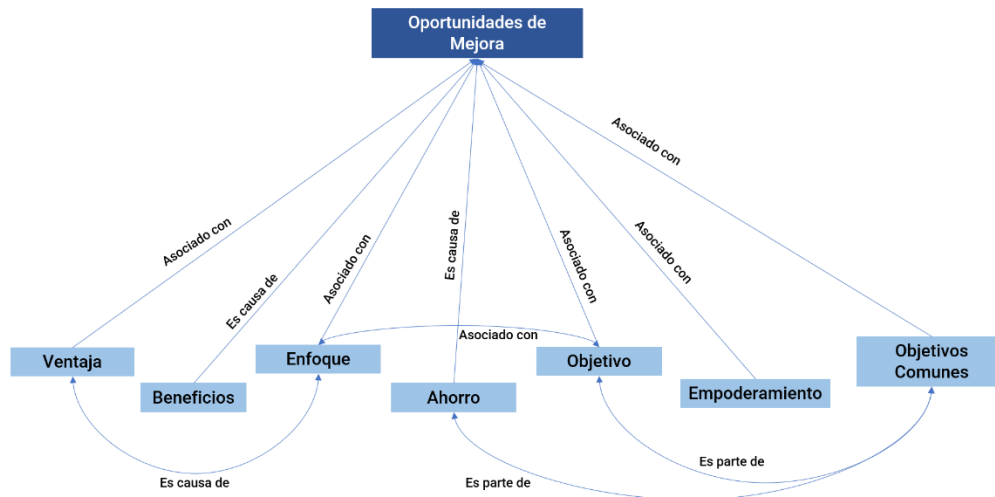 Oportunidades de
Mejora
Asociado con
Asociado con
Es causa de
Asociado con
Es causa de
Asociado con
Asociado con
Asociado con
Ventaja
Beneficios
Enfoque
Ahorro
Objetivo
Empoderamiento
Objetivos
Comunes
Es causa de
Es parte de
Es parte de